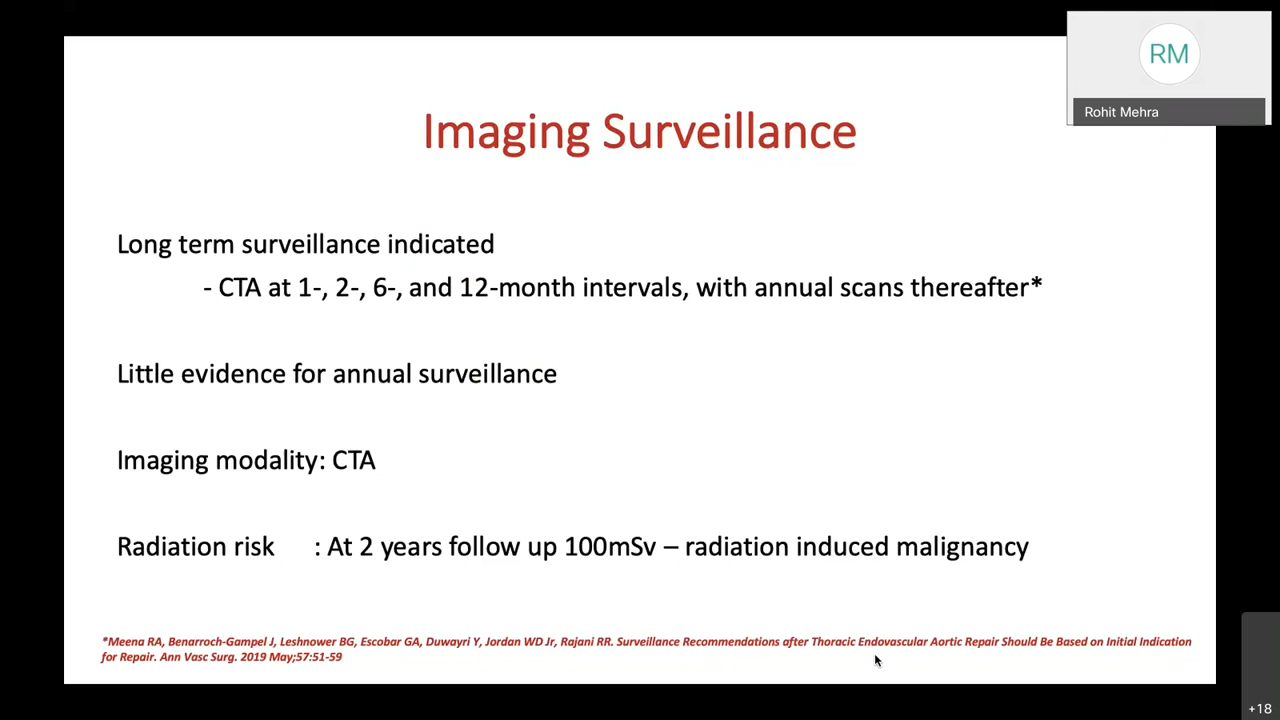 RM
Rohit Mehra
Imaging Surveillance
Long term surveillance indicated
- CTA at 1-, 2-, 6-, and 12-month intervals, with annual scans thereafter*
Little evidence for annual surveillance
Imaging modality: CTA
Radiation risk : At 2 years follow up 100mSv – radiation induced malignancy
*Meena RA, Benarroch-Gampel J, Leshnower BG, Escobar GA, Duwayri Y, Jordan WD Jr, Rajani RR. Surveillance Recommendations after Thoracic Endovascular Aortic Repair Should Be Based on Initial Indication
for Repair. Ann Vasc Surg. 2019 May;57:51-59
+18